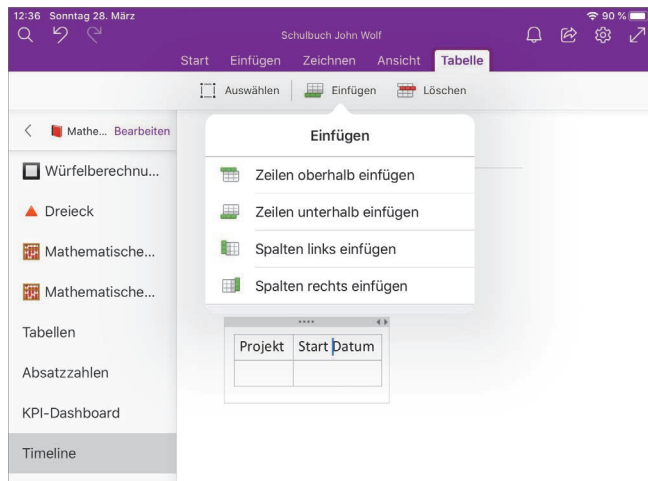 12:36 Sonntag 28. März
90 %
Schulbuch John Wolf
Start Einfügen Zeichnen Ansicht Tabelle
Auswählen Einfügen Löschen
Mathe... Bearbeiten
Einfügen
Zeilen oberhalb einfügen
Zeilen unterhalb einfügen
Spalten links einfügen
Spalten rechts einfügen
Würfelberechnu...
Dreieck
Mathematische...
Mathematische...
Tabellen
Absatzzahlen
KPI-Dashboard
Timeline
Projekt Start Datum